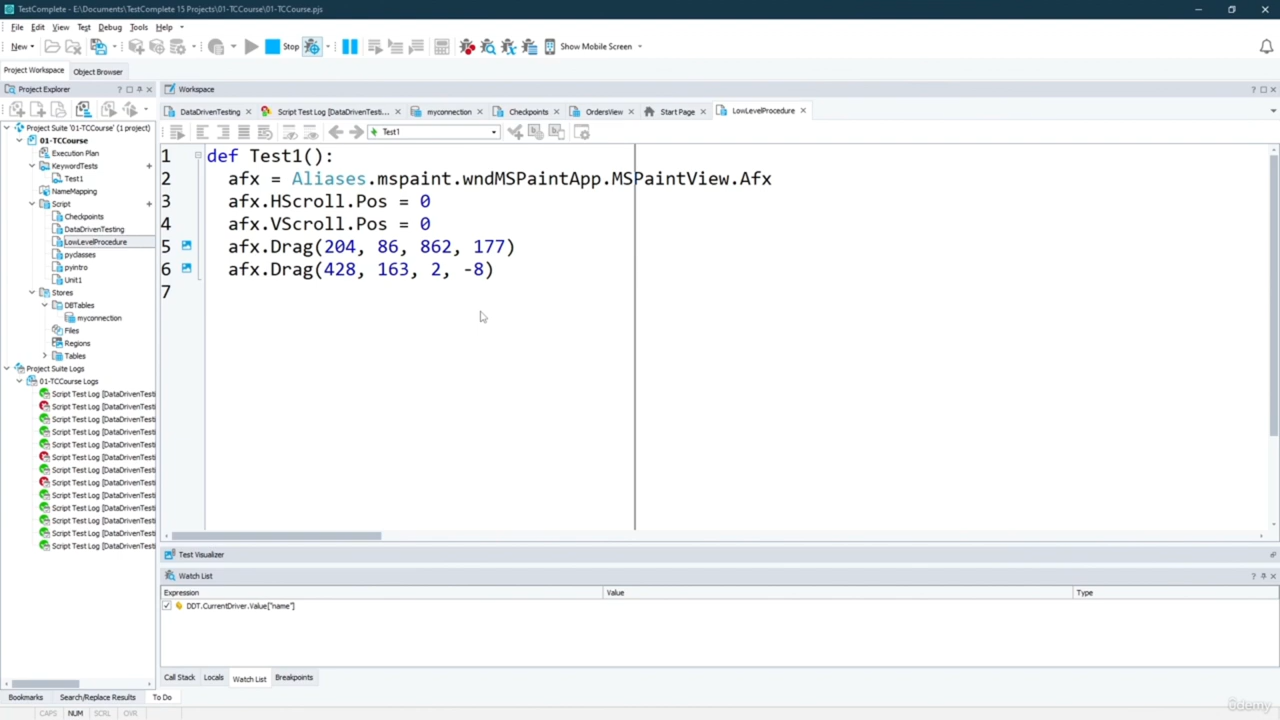 TestComplete - E:\Documents\TestComplete 15 Projects\01-TCCourse\01-TCCourse.pjs
File Edit View Test Debug Tools Help
New Stop Show Mobile Screen
Project Workspace Object Browser
Project Explorer
Workspace
DataDrivenTesting Script Test Log [DataDrivenTesti... myconnection Checkpoints OrdersView Start Page LowLevelProcedure
Test1
Project Suite '01-TCCourse' (1 project)
01-TCCourse
Execution Plan
KeywordTests
Test1
NameMapping
Script
Checkpoints
DataDrivenTesting
LowLevelProcedure
pyclasses
pyintro
Unit1
Stores
DBTables
myconnection
Files
Regions
Tables
Project Suite Logs
01-TCCourse Logs
Script Test Log [DataDrivenTesti
Script Test Log [DataDrivenTesti
Script Test Log [DataDrivenTesti
Script Test Log [DataDrivenTesti
Script Test Log [DataDrivenTesti
Script Test Log [DataDrivenTesti
Script Test Log [DataDrivenTesti
Script Test Log [DataDrivenTesti
Script Test Log [DataDrivenTesti
Script Test Log [DataDrivenTesti
Script Test Log [DataDrivenTesti
Script Test Log [DataDrivenTesti
Script Test Log [DataDrivenTesti
1 def Test1():
2 afx = Aliases.mspaint.wndMSPaintApp.MSPaintView.Afx
3 afx.HScroll.Pos = 0
4 afx.VScroll.Pos = 0
5 afx.Drag(204, 86, 862, 177)
6 afx.Drag(428, 163, 2, -8)
7
Test Visualizer
Watch List
Expression Value Type
DDT.CurrentDriver.Value["name"]
Call Stack Locals Watch List Breakpoints
Bookmarks Search/Replace Results To Do
CAPS NUM SCRL OVR
ûdemy